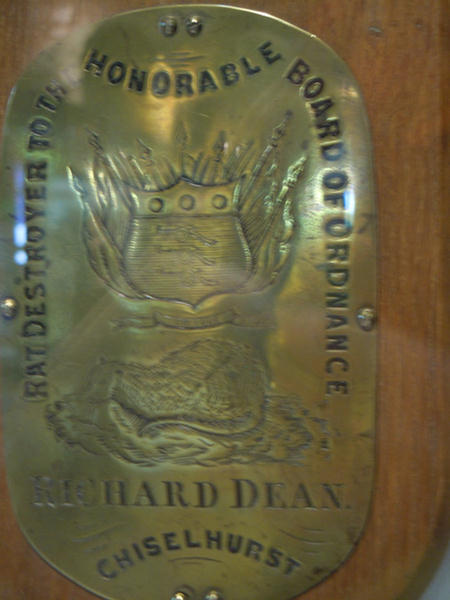 RAT DESTROYER TO THE HONORABLE BOARD OF ORDNANCE
RICHARD DEAN.
CHISELHURST